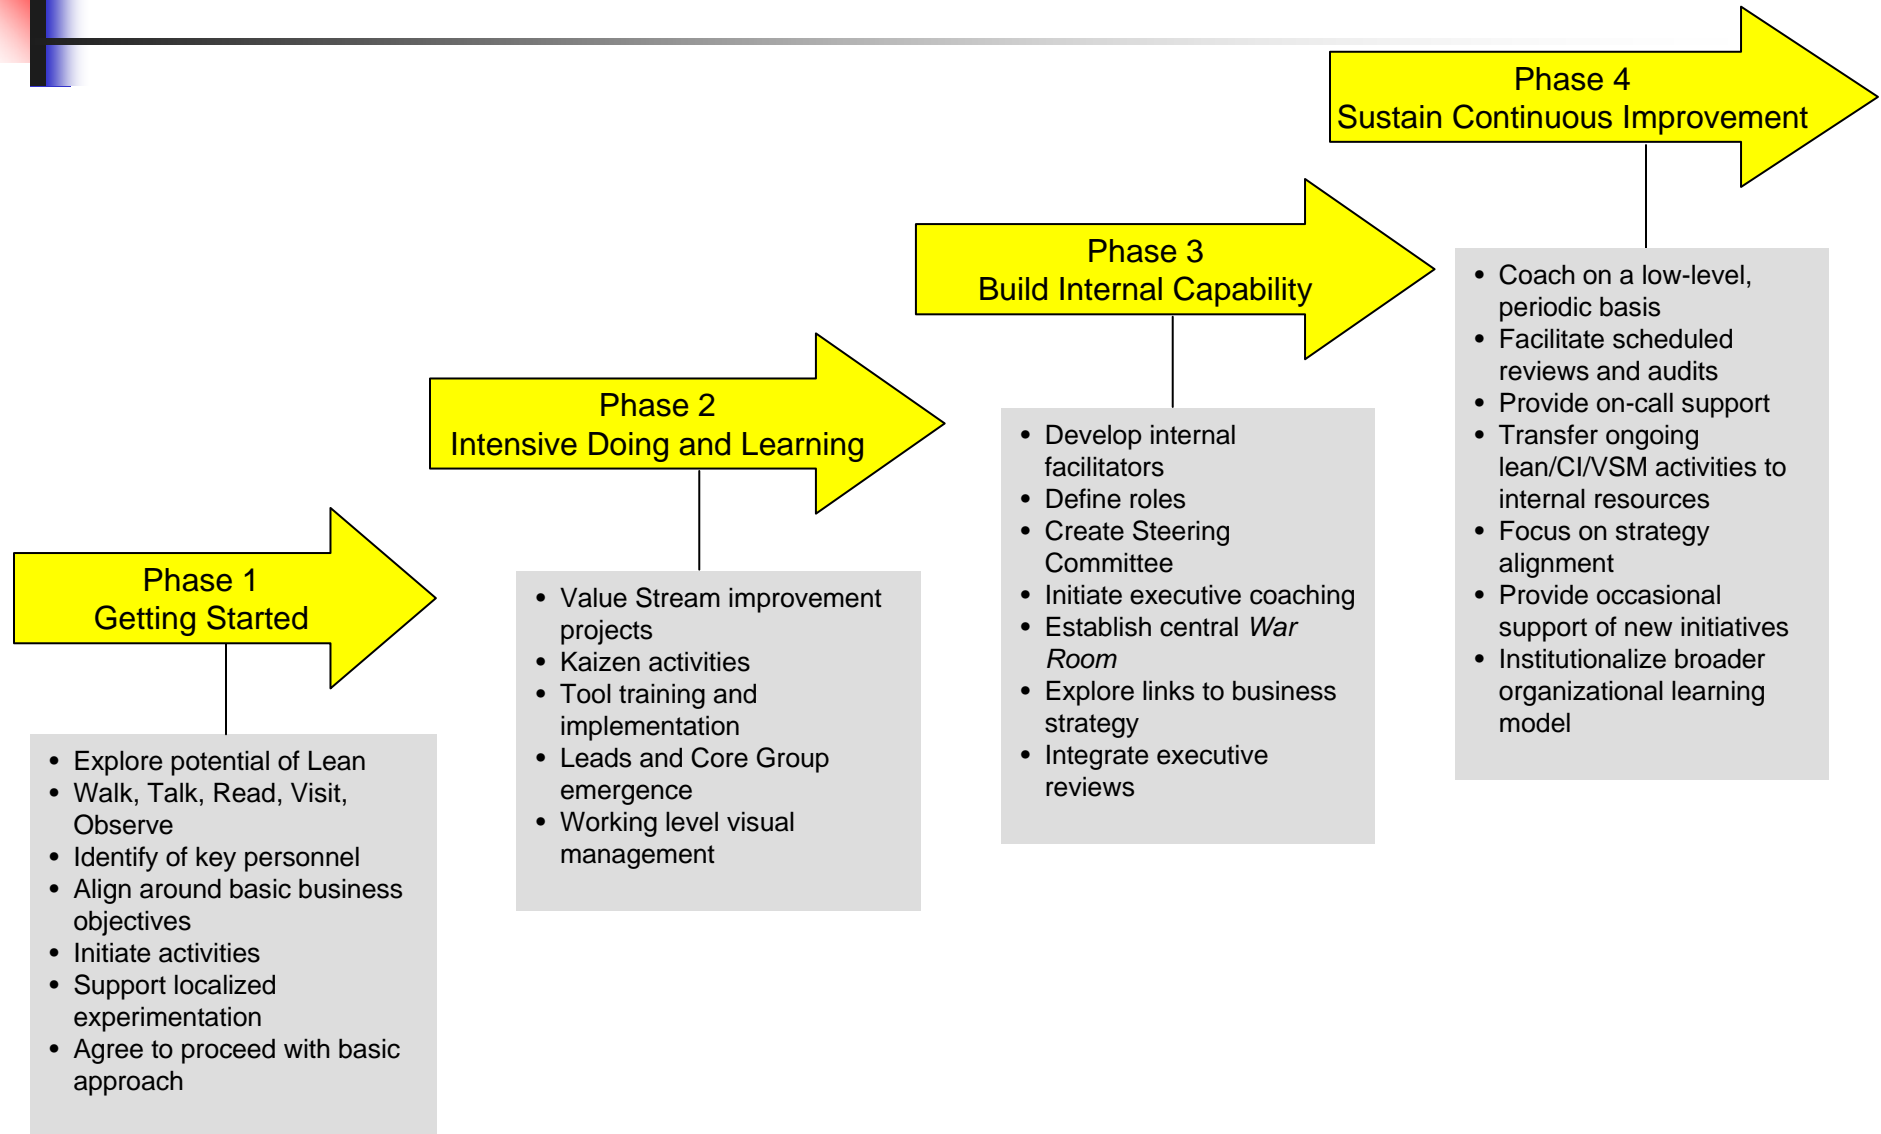 Phase 1
Getting Started
• Explore potential of Lean
• Walk, Talk, Read, Visit,
Observe
• Identify of key personnel
• Align around basic business
objectives
• Initiate activities
• Support localized
experimentation
• Agree to proceed with basic
approach
Phase 2
Intensive Doing and Learning
• Value Stream improvement
projects
• Kaizen activities
• Tool training and
implementation
• Leads and Core Group
emergence
• Working level visual
management
Phase 3
Build Internal Capability
• Develop internal
facilitators
• Define roles
• Create Steering
Committee
• Initiate executive coaching
• Establish central War
Room
• Explore links to business
strategy
• Integrate executive
reviews
Phase 4
Sustain Continuous Improvement
• Coach on a low-level,
periodic basis
• Facilitate scheduled
reviews and audits
• Provide on-call support
• Transfer ongoing
lean/CI/VSM activities to
internal resources
• Focus on strategy
alignment
• Provide occasional
support of new initiatives
• Institutionalize broader
organizational learning
model